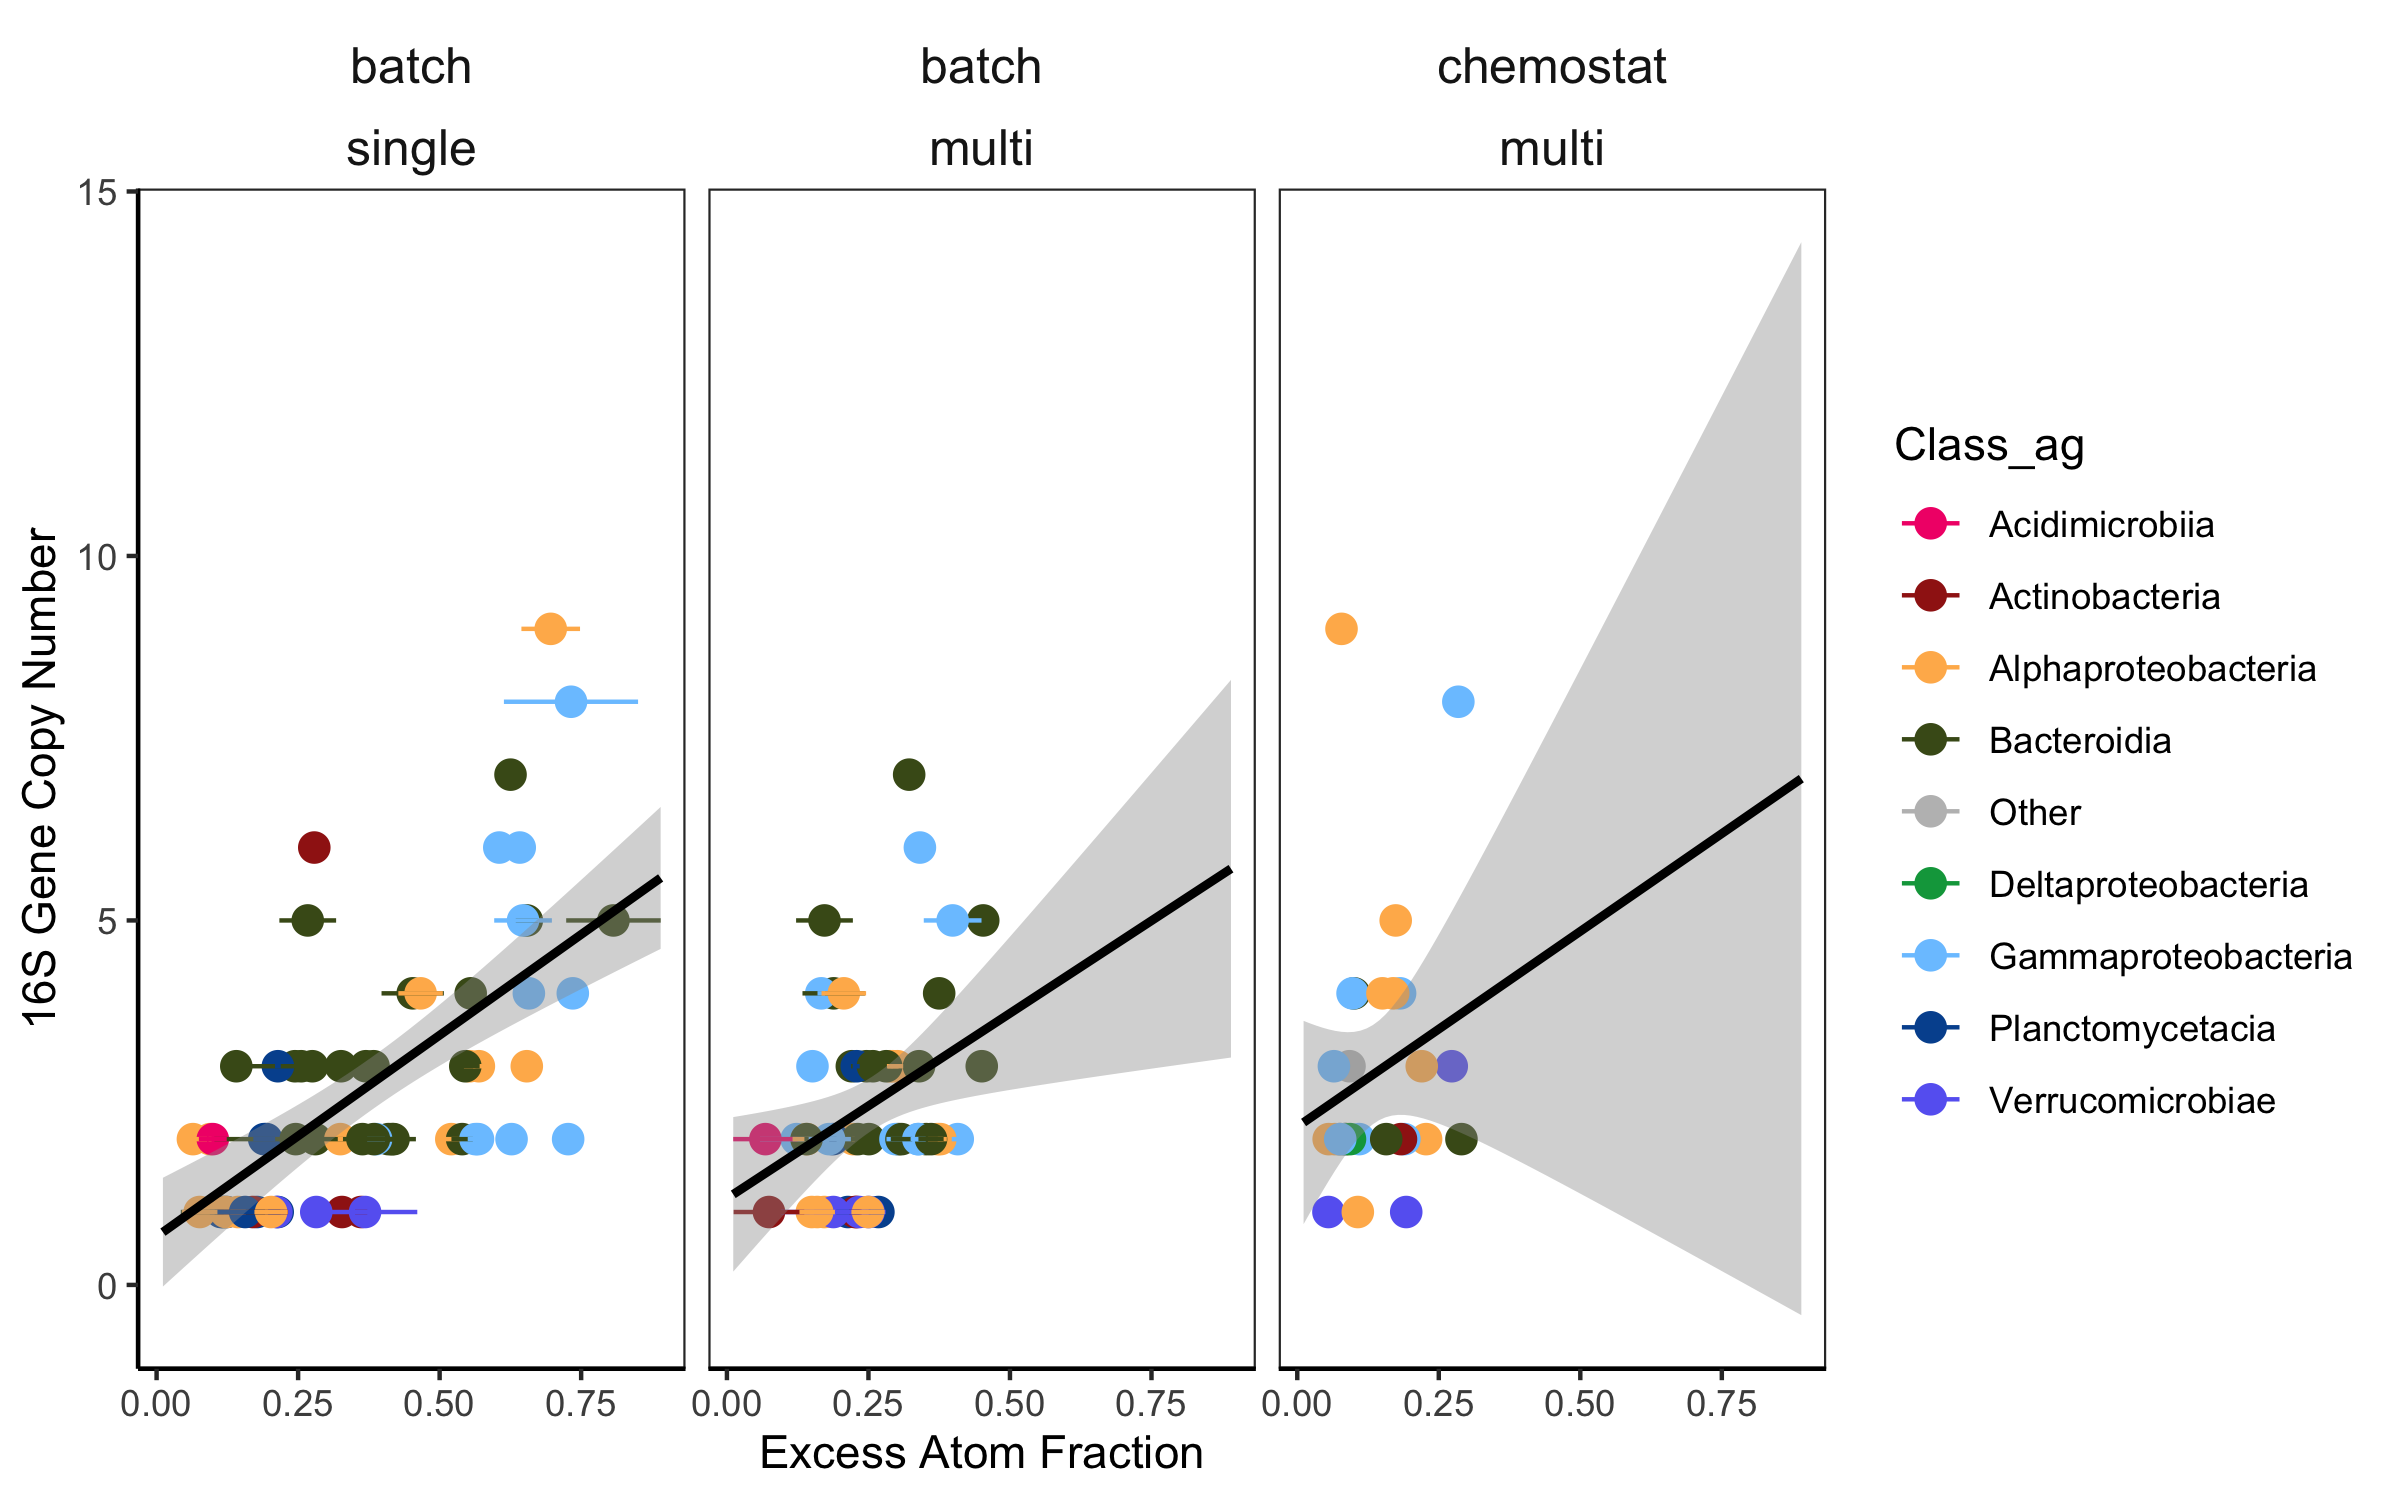 batch
single
batch
multi
chemostat
multi
15
10
5
0
16S Gene Copy Number
0.00 0.25 0.50 0.75
0.00 0.25 0.50 0.75
0.00 0.25 0.50 0.75
Excess Atom Fraction
Class_ag
Acidimicrobiia
Actinobacteria
Alphaproteobacteria
Bacteroidia
Other
Deltaproteobacteria
Gammaproteobacteria
Planctomycetacia
Verrucomicrobiae